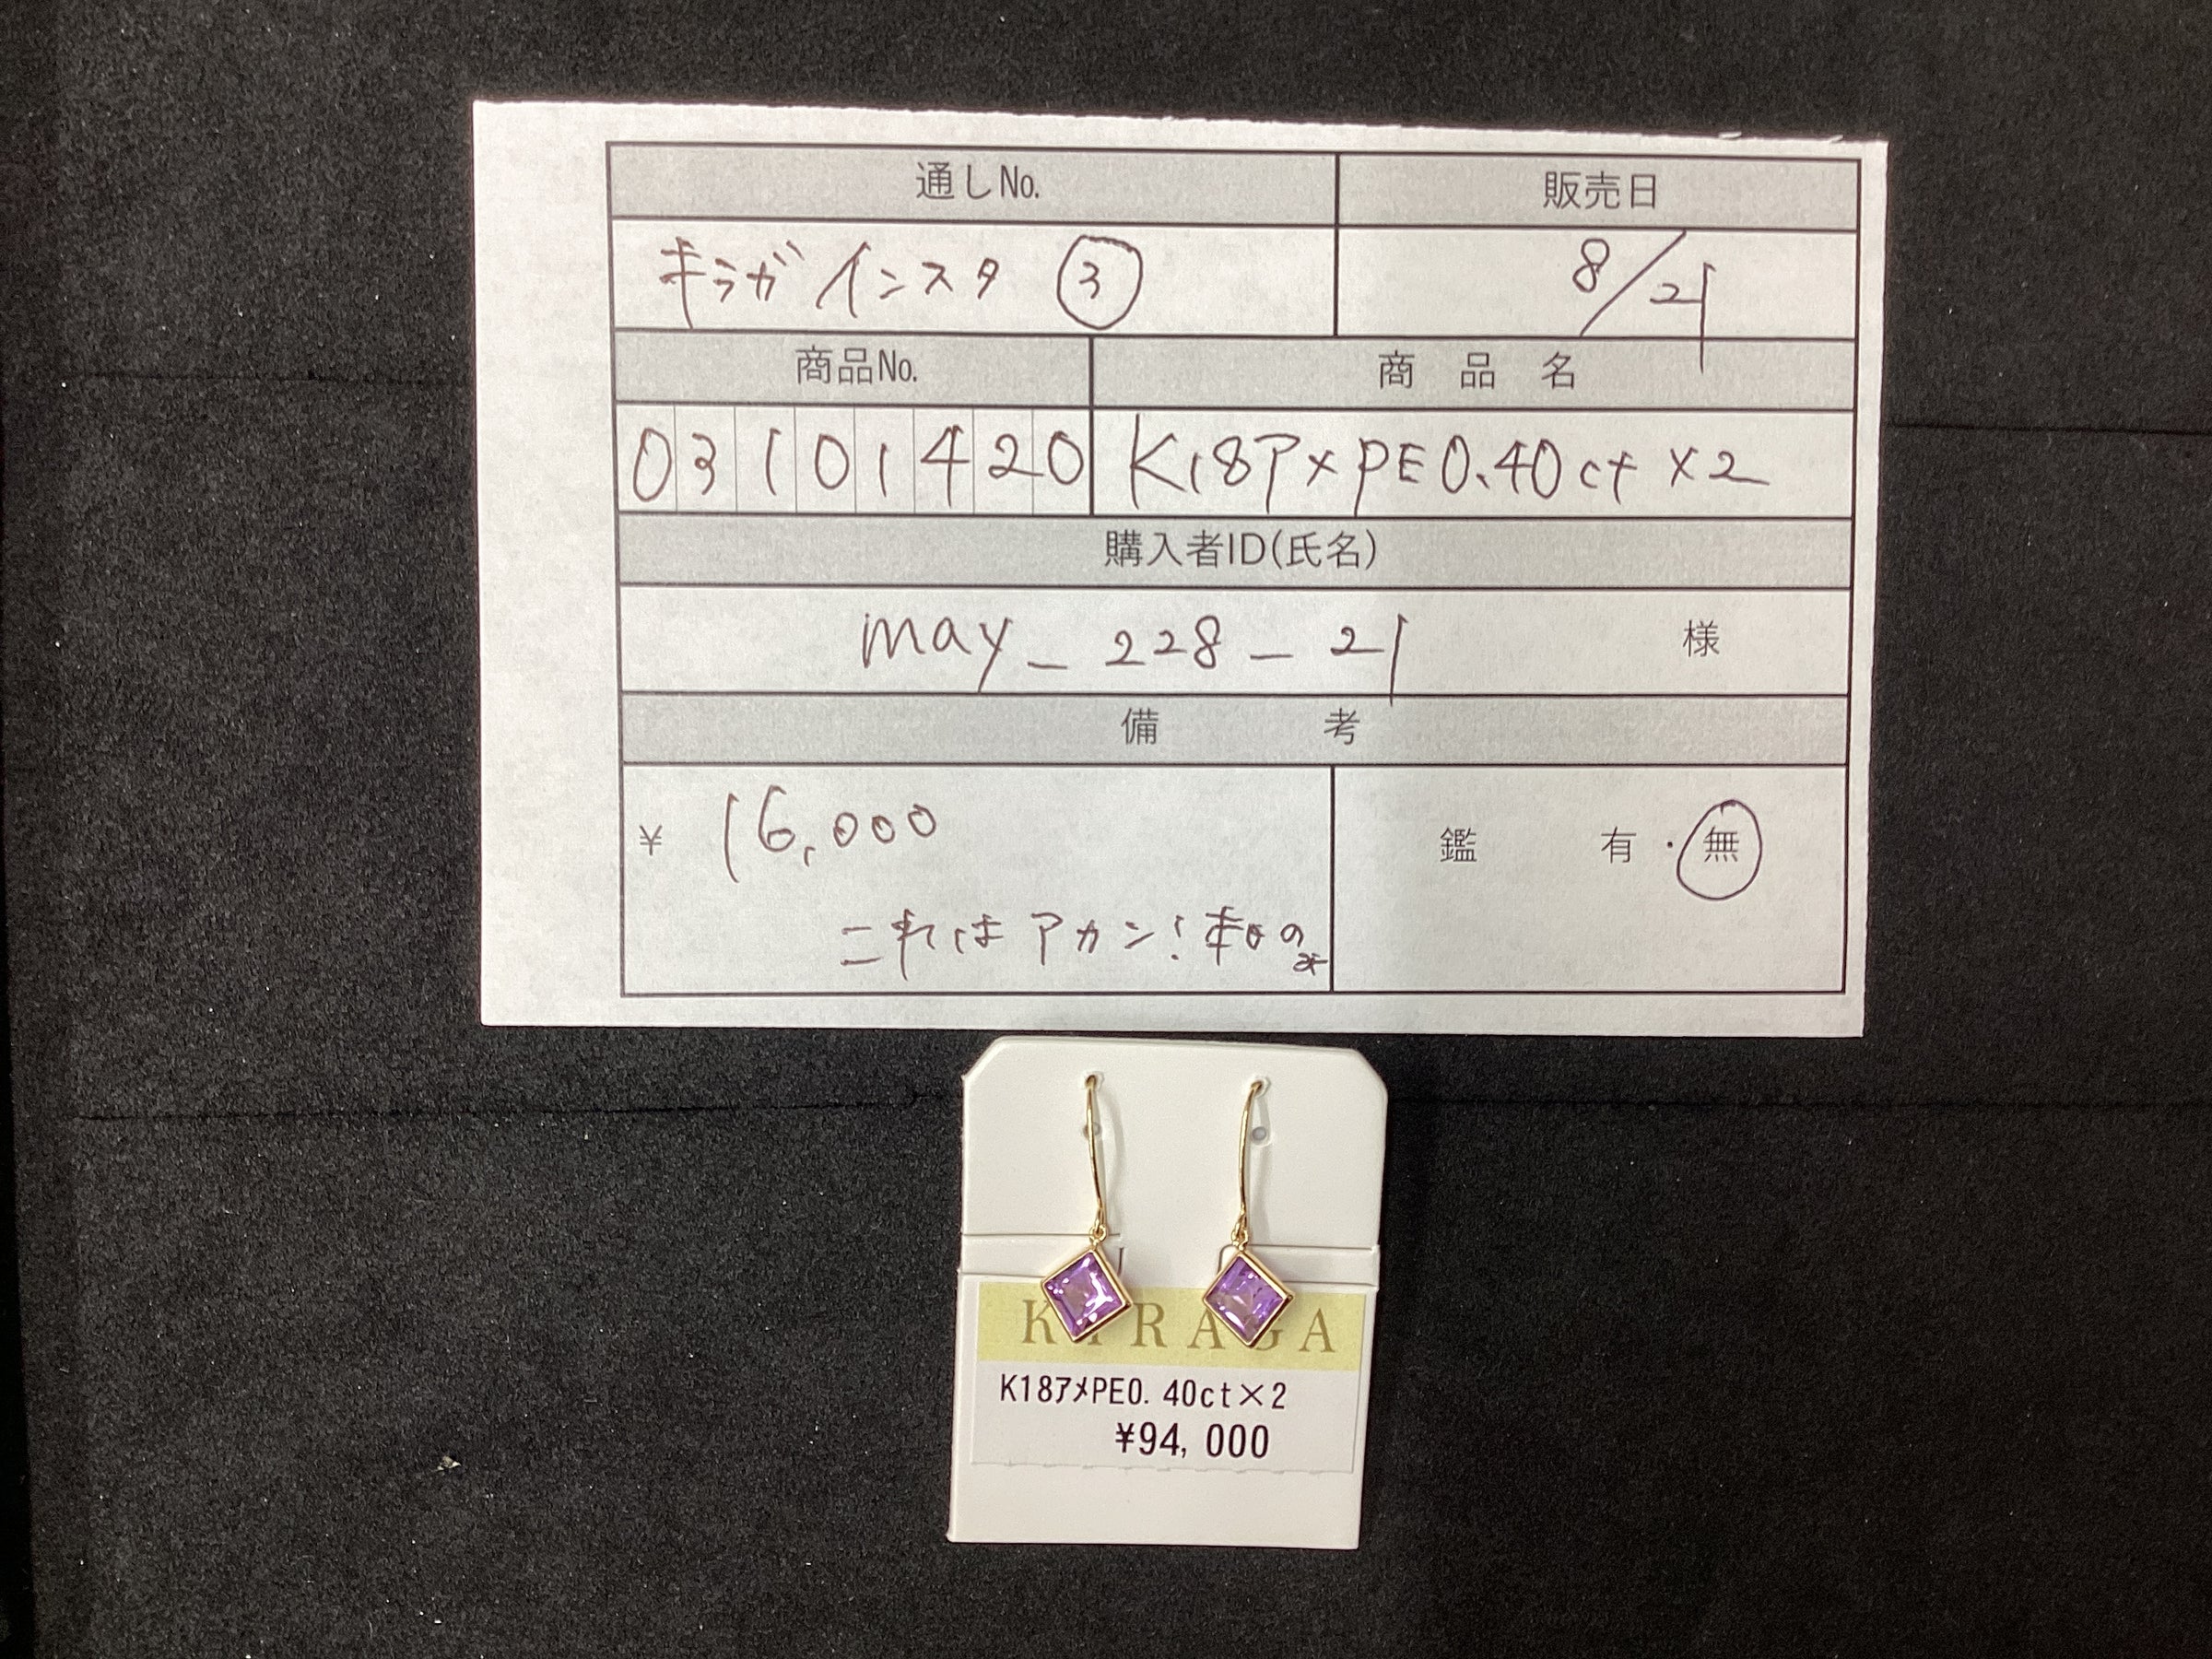 通しNo. 販売日
キラガインスタ ③ 8/21
商品No. 商品名
03101420 K18アメPE0.40ct×2
購入者ID(氏名)
may_228_21 様
備考
¥ 16,000 鑑 有・無
これはアカン!本日のみ
KIRAGA
K18アメPE0.40ct×2
¥94,000